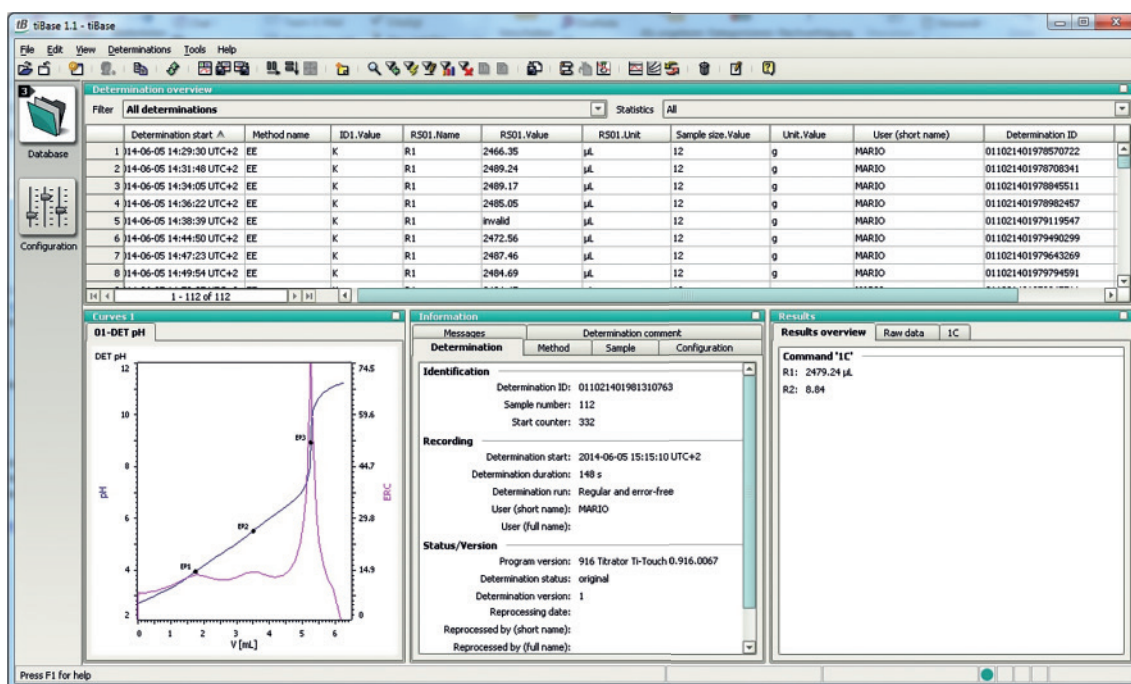 tiBase 1.1 - tiBase
File Edit View Determinations Tools Help
3
Database
Configuration
Determination overview
Filter All determinations Statistics All
Determination start Method name ID1.Value RS01.Name RS01.Value RS01.Unit Sample size.Value Unit.Value User (short name) Determination ID
1 14-06-05 14:29:30 UTC+2 EE K R1 2466.35 µL 12 g MARIO 011021401978570722
2 14-06-05 14:31:48 UTC+2 EE K R1 2489.24 µL 12 g MARIO 011021401978708341
3 14-06-05 14:34:05 UTC+2 EE K R1 2489.17 µL 12 g MARIO 011021401978845511
4 14-06-05 14:36:22 UTC+2 EE K R1 2485.05 µL 12 g MARIO 011021401978982457
5 14-06-05 14:38:39 UTC+2 EE K R1 invalid µL 12 g MARIO 011021401979119547
6 14-06-05 14:44:50 UTC+2 EE K R1 2472.56 µL 12 g MARIO 011021401979490299
7 14-06-05 14:47:23 UTC+2 EE K R1 2487.46 µL 12 g MARIO 011021401979643269
8 14-06-05 14:49:54 UTC+2 EE K R1 2484.69 µL 12 g MARIO 011021401979794591
1 - 112 of 112
Curves 1
01-DET pH
DET pH
12 74.5
10 59.6
EP3
8 44.7
pH ERC
6 29.8
EP2
4 14.9
EP1
2 0
0 1 2 3 4 5 6
V [mL]
Information
Messages Determination comment
Determination Method Sample Configuration
Identification
Determination ID: 011021401981310763
Sample number: 112
Start counter: 332
Recording
Determination start: 2014-06-05 15:15:10 UTC+2
Determination duration: 148 s
Determination run: Regular and error-free
User (short name): MARIO
User (full name):
Status/Version
Program version: 916 Titrator Ti-Touch 0.916.0067
Determination status: original
Determination version: 1
Reprocessing date:
Reprocessed by (short name):
Reprocessed by (full name):
Results
Results overview Raw data 1C
Command '1C'
R1: 2479.24 µL
R2: 8.84
Press F1 for help